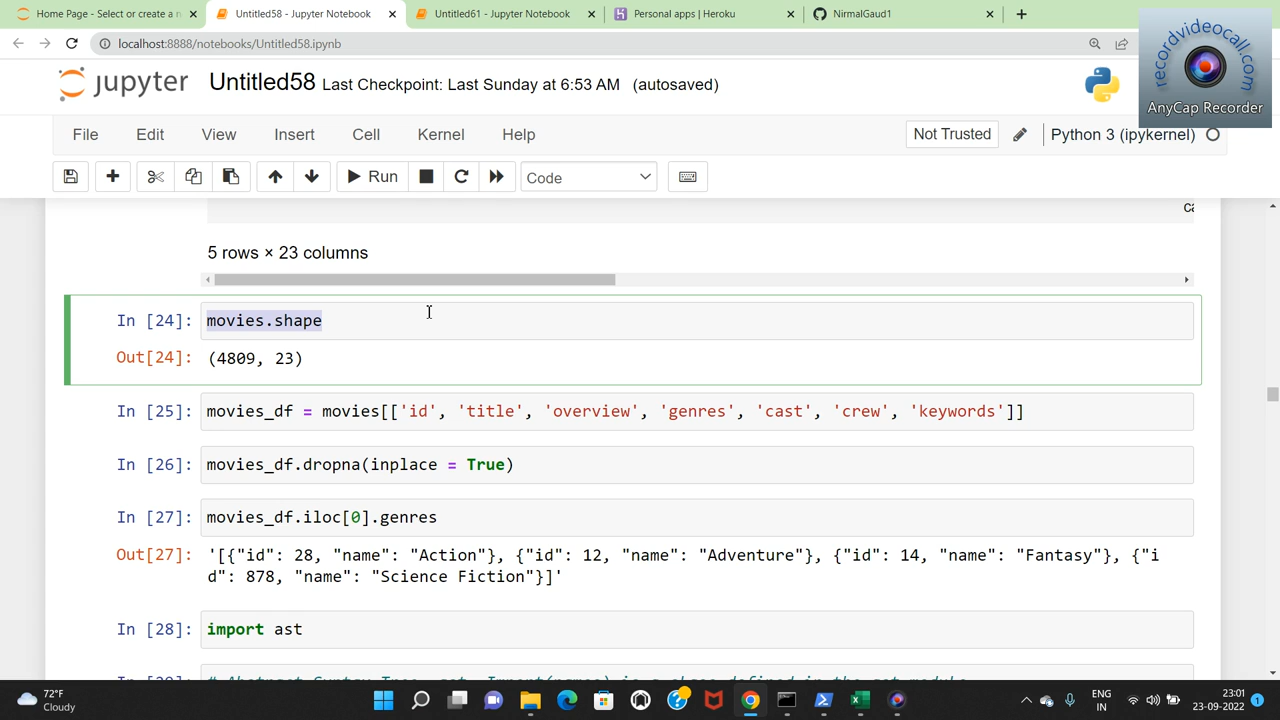 Home Page - Select or create a n
Untitled58 - Jupyter Notebook
Untitled61 - Jupyter Notebook
Personal apps | Heroku
NirmalGaud1
localhost:8888/notebooks/Untitled58.ipynb
recordvideocall.com
AnyCap Recorder
jupyter
Untitled58 Last Checkpoint: Last Sunday at 6:53 AM (autosaved)
File Edit View Insert Cell Kernel Help
Not Trusted
Python 3 (ipykernel)
Run
Code
5 rows × 23 columns
In [24]: movies.shape
Out[24]: (4809, 23)
In [25]: movies_df = movies[['id', 'title', 'overview', 'genres', 'cast', 'crew', 'keywords']]
In [26]: movies_df.dropna(inplace = True)
In [27]: movies_df.iloc[0].genres
Out[27]: '[{"id": 28, "name": "Action"}, {"id": 12, "name": "Adventure"}, {"id": 14, "name": "Fantasy"}, {"i
d": 878, "name": "Science Fiction"}]'
In [28]: import ast
72°F
Cloudy
ENG
IN
23:01
23-09-2022
1